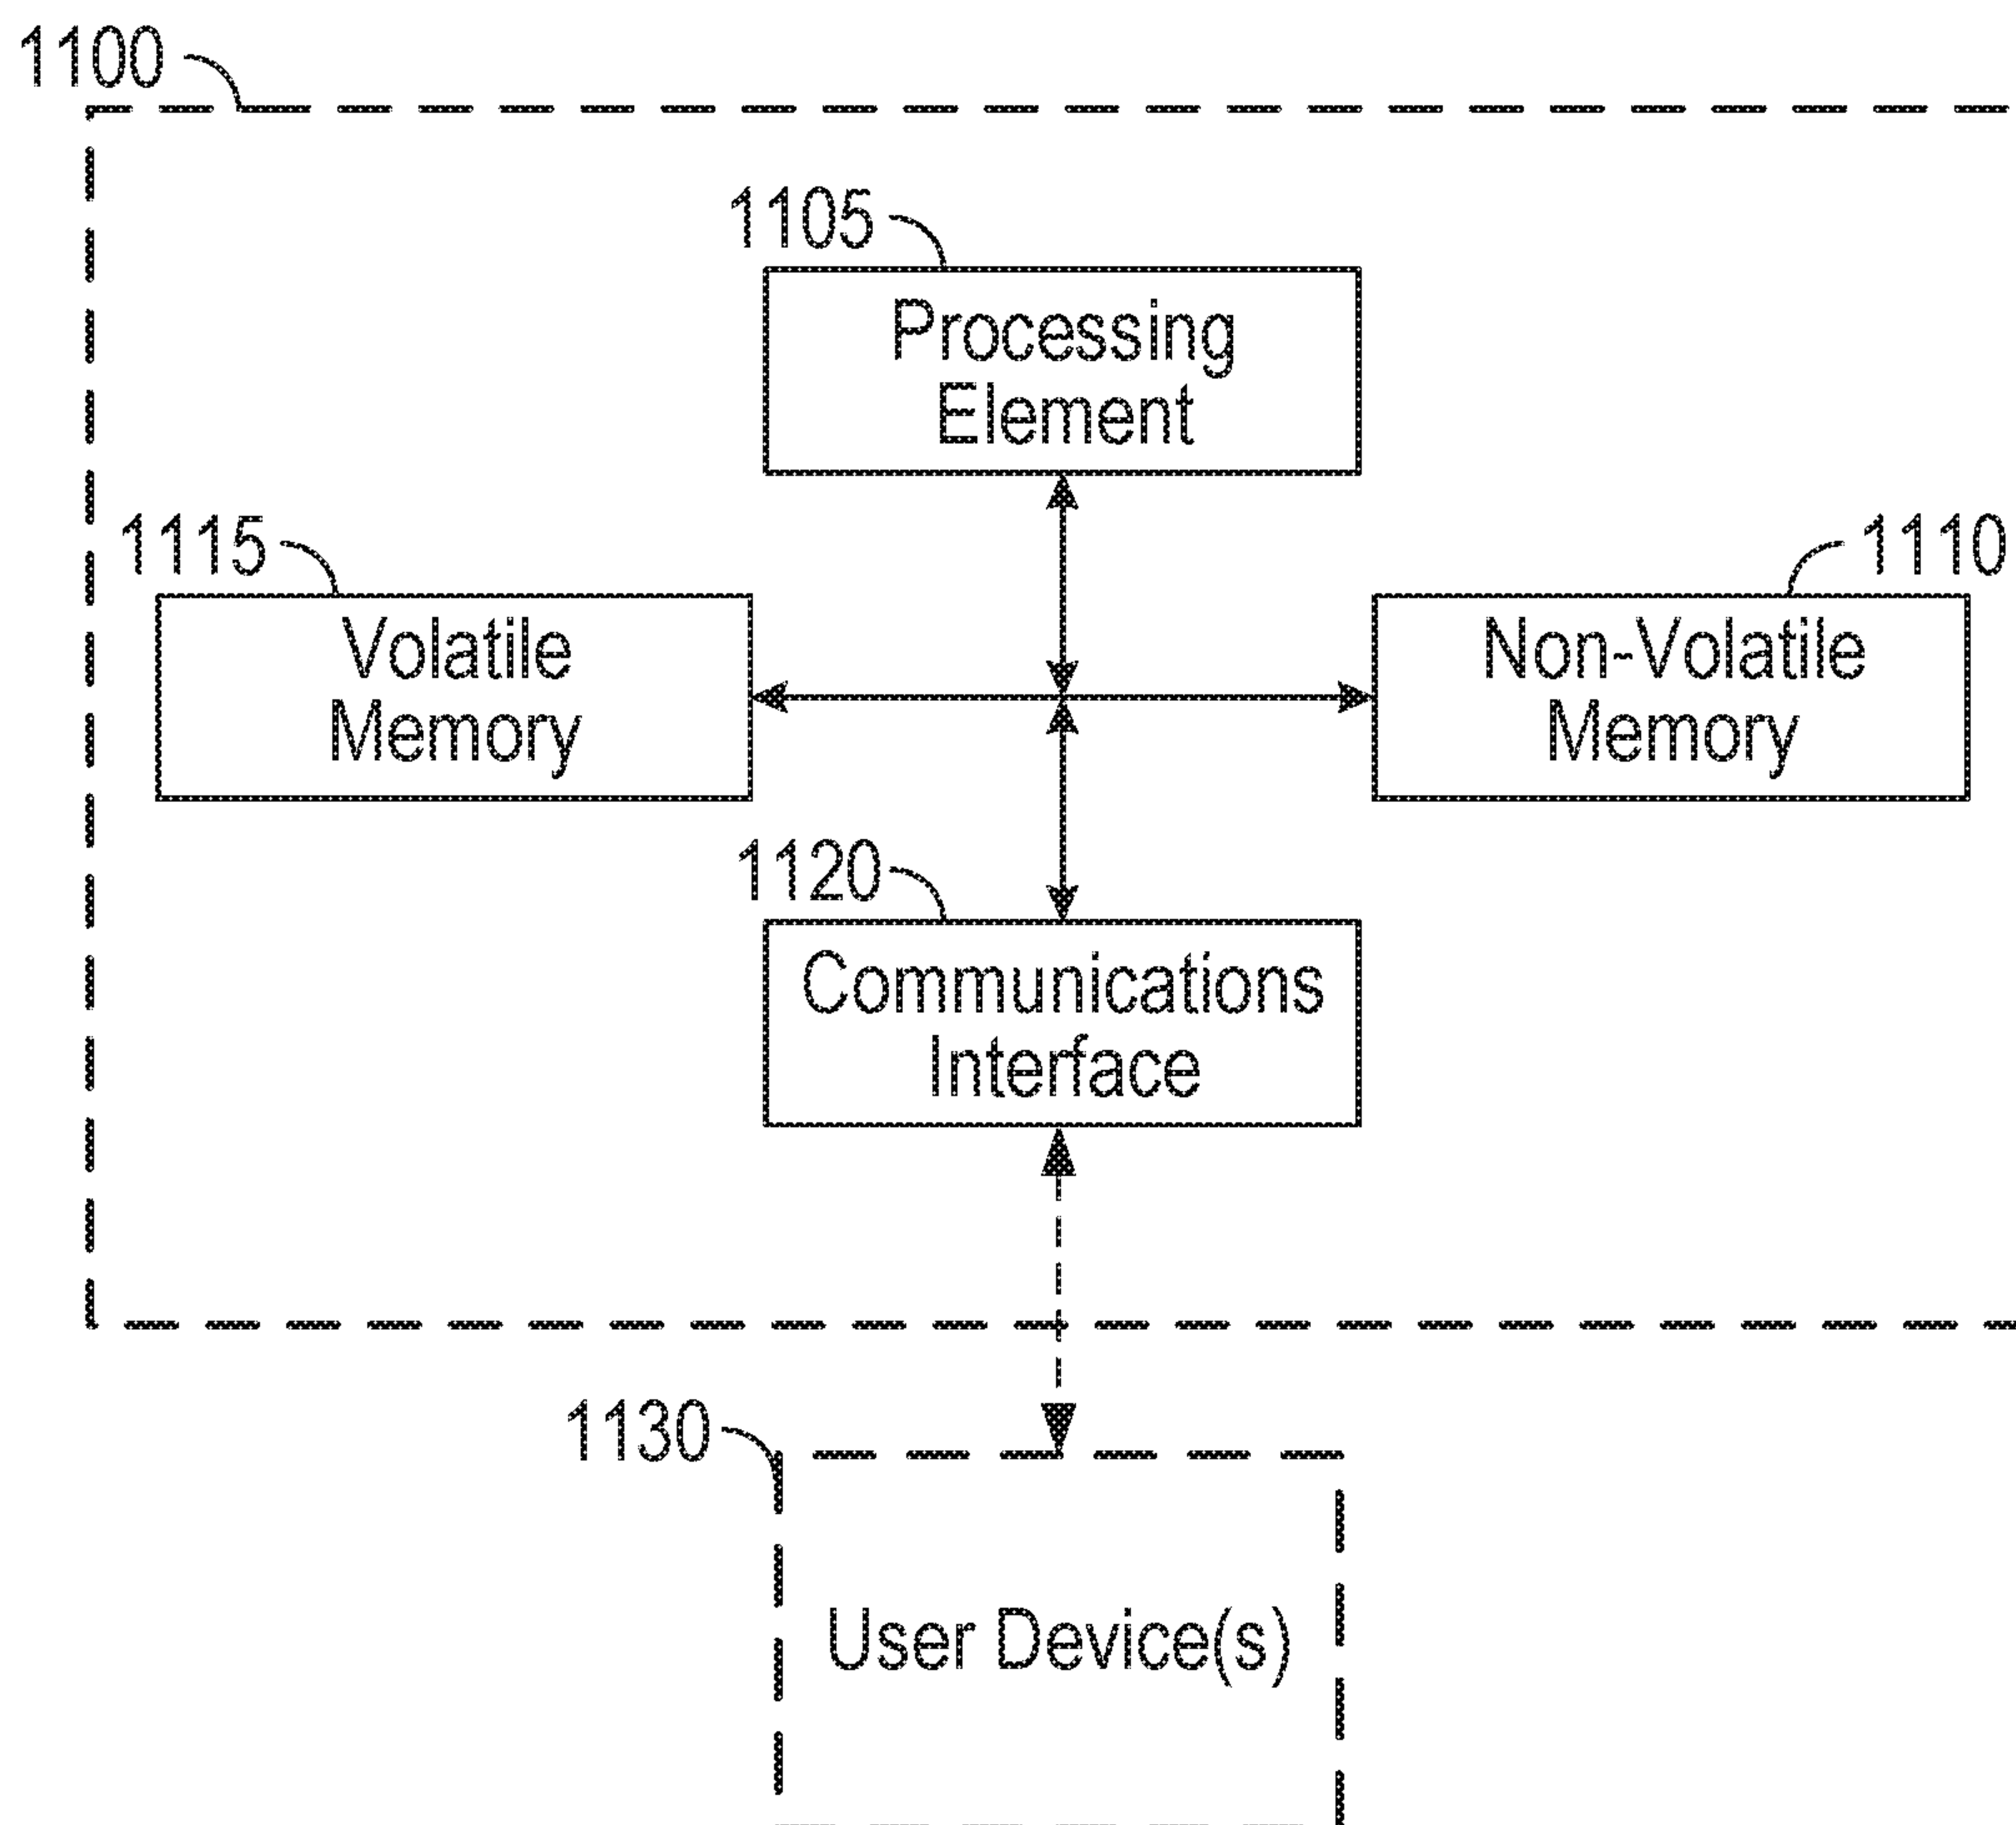 1100
1105
Processing
Element
1115
Volatile
Memory
1110
Non-Volatile
Memory
1120
Communications
Interface
1130
User Device(s)